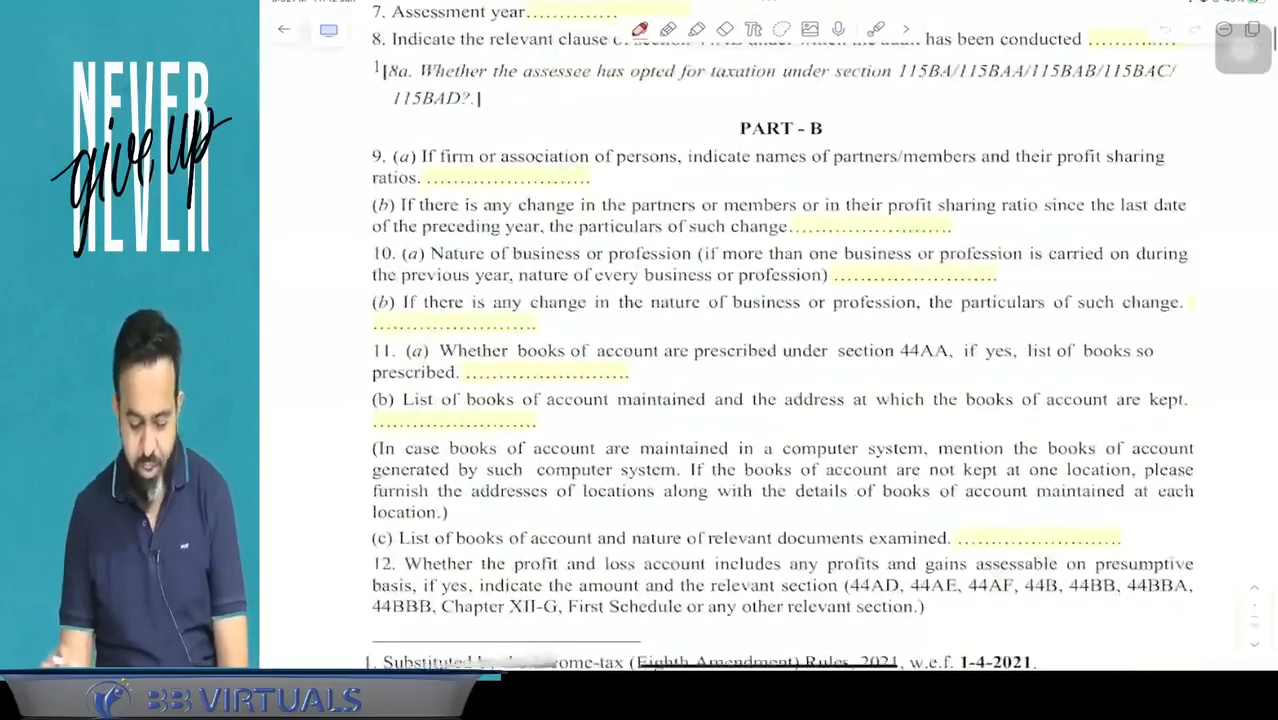 7. Assessment year..............
8. Indicate the relevant clause has been conducted ..............
1[8a. Whether the assessee has opted for taxation under section 115BA/115BAA/115BAB/115BAC/
115BAD?.]
PART - B
9. (a) If firm or association of persons, indicate names of partners/members and their profit sharing
ratios. ........................
(b) If there is any change in the partners or members or in their profit sharing ratio since the last date
of the preceding year, the particulars of such change........................
10. (a) Nature of business or profession (if more than one business or profession is carried on during
the previous year, nature of every business or profession) ........................
(b) If there is any change in the nature of business or profession, the particulars of such change.
........................
11. (a) Whether books of account are prescribed under section 44AA, if yes, list of books so
prescribed. ........................
(b) List of books of account maintained and the address at which the books of account are kept.
........................
(In case books of account are maintained in a computer system, mention the books of account
generated by such computer system. If the books of account are not kept at one location, please
furnish the addresses of locations along with the details of books of account maintained at each
location.)
(c) List of books of account and nature of relevant documents examined. ........................
12. Whether the profit and loss account includes any profits and gains assessable on presumptive
basis, if yes, indicate the amount and the relevant section (44AD, 44AE, 44AF, 44B, 44BB, 44BBA,
44BBB, Chapter XII-G, First Schedule or any other relevant section.)
1. Substituted (Eighth Amendment) Rules, 2021, w.e.f. 1-4-2021.
NEVER
give up
NEVER
BB VIRTUALS